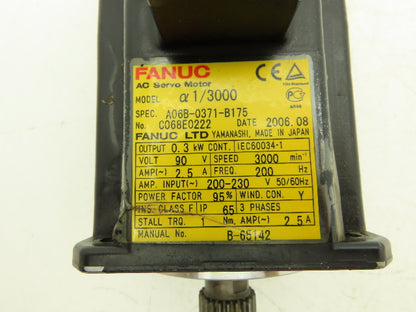 FANUC
AC Servo Motor
MODEL α1/3000
SPEC. A06B-0371-B175
No. C068E0222 DATE 2006.08
FANUC LTD YAMANASHI, MADE IN JAPAN
OUTPUT 0.3 kW CONT. IEC60034-1
VOLT 90 V SPEED 3000 min⁻¹
AMP(~) 2.5 A FREQ. 200 Hz
AMP. INPUT(~) 200-230 V 50/60Hz
POWER FACTOR 95% WIND. CON. Y
INS. CLASS F IP 65 3 PHASES
STALL TRQ. 1 Nm. AMP(~) 2.5 A
MANUAL No. B-65142